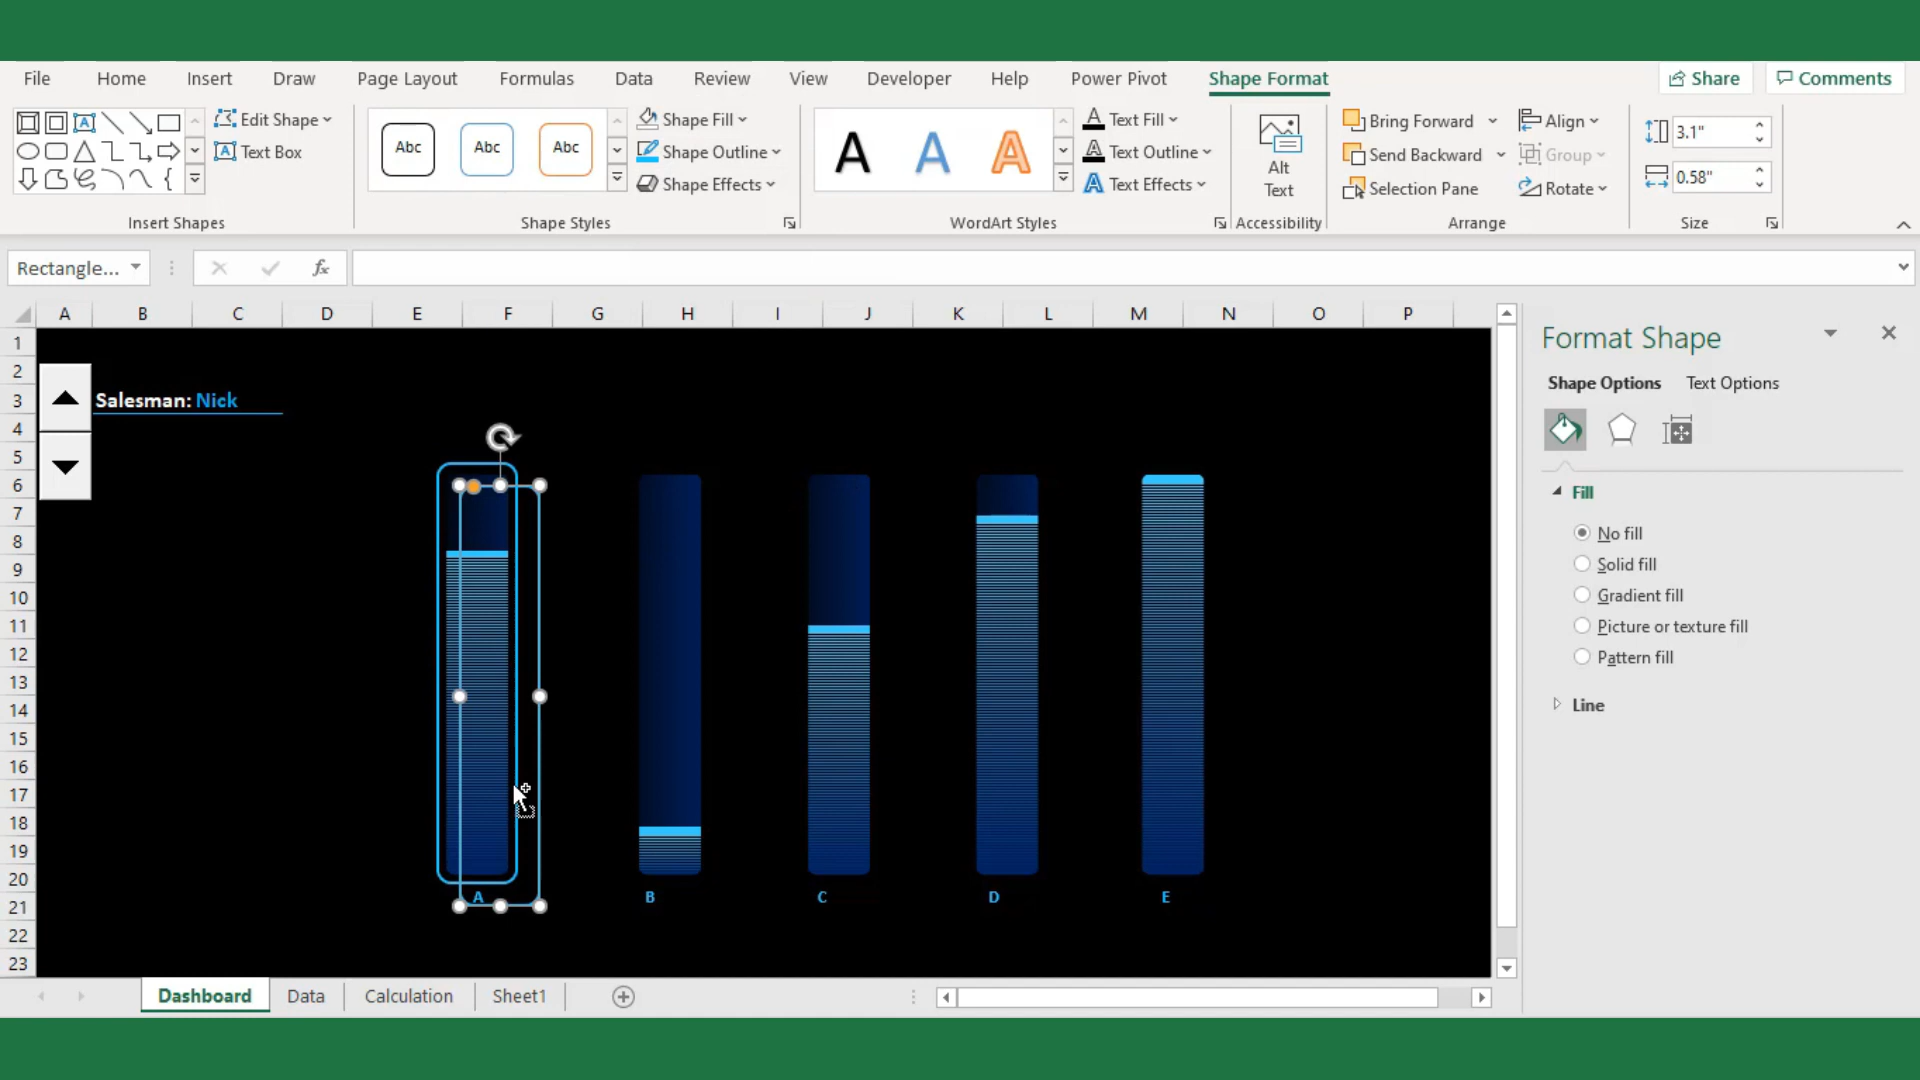 File Home Insert Draw Page Layout Formulas Data Review View Developer Help Power Pivot Shape Format Share Comments
Edit Shape
Text Box
Insert Shapes
Abc Abc Abc
Shape Fill
Shape Outline
Shape Effects
Shape Styles
A A A
Text Fill
Text Outline
Text Effects
WordArt Styles
Alt
Text
Accessibility
Bring Forward
Send Backward
Selection Pane
Align
Group
Rotate
Arrange
3.1"
0.58"
Size
Rectangle...
fx
A B C D E F G H I J K L M N O P
1
2
3
4
5
6
7
8
9
10
11
12
13
14
15
16
17
18
19
20
21
22
23
Salesman: Nick
A B C D E
Format Shape
Shape Options Text Options
Fill
No fill
Solid fill
Gradient fill
Picture or texture fill
Pattern fill
Line
Dashboard Data Calculation Sheet1